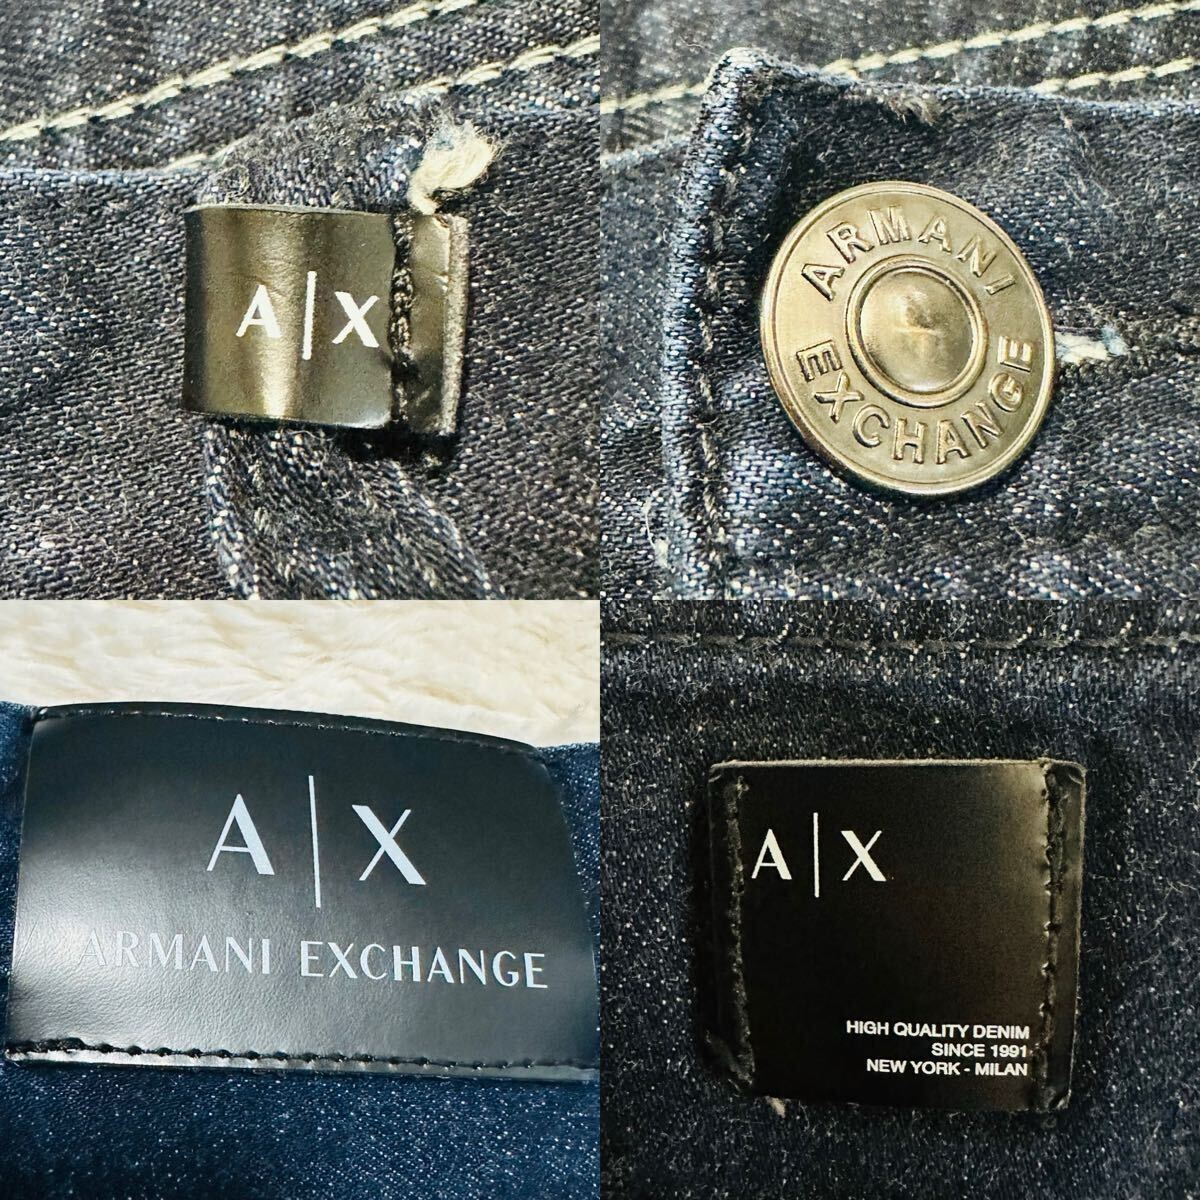 A|X
ARMANI
EXCHANGE
A|X
ARMANI EXCHANGE
A|X
HIGH QUALITY DENIM
SINCE 1991
NEW YORK - MILAN